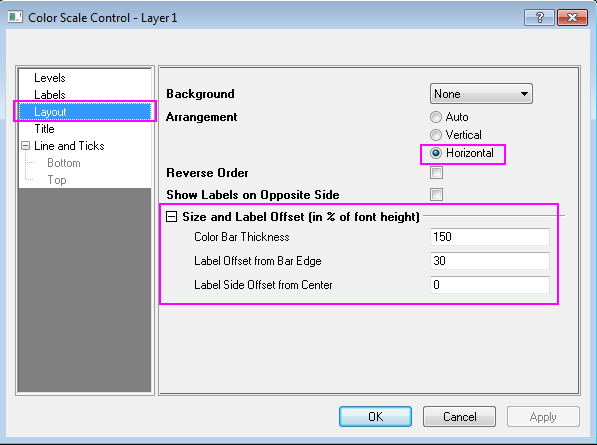 Color Scale Control - Layer1
?
Levels
Labels
Layout
Title
Line and Ticks
Bottom
Top
Background None
Arrangement Auto
Vertical
Horizontal
Reverse Order
Show Labels on Opposite Side
Size and Label Offset (in % of font height)
Color Bar Thickness 150
Label Offset from Bar Edge 30
Label Side Offset from Center 0
OK Cancel Apply